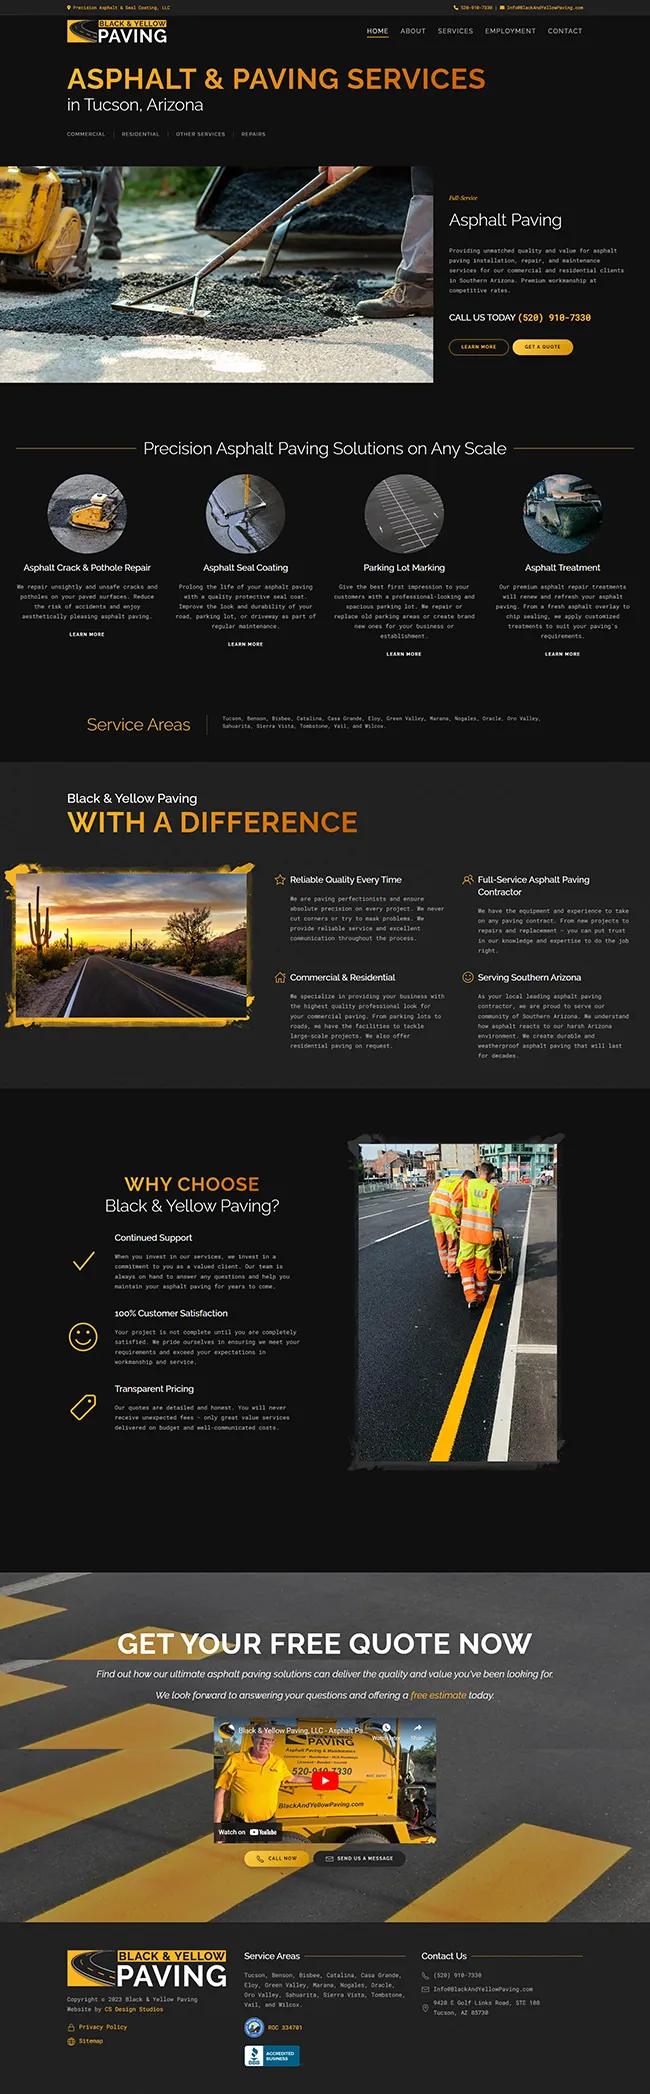 Precision Asphalt & Seal Coating, LLC
520-910-7330 | Info@BlackAndYellowPaving.com
BLACK & YELLOW
PAVING
HOME ABOUT SERVICES EMPLOYMENT CONTACT
ASPHALT & PAVING SERVICES
in Tucson, Arizona
COMMERCIAL | RESIDENTIAL | OTHER SERVICES | REPAIRS
Full-Service
Asphalt Paving
Providing unmatched quality and value for asphalt
paving installation, repair, and maintenance
services for our commercial and residential clients
in Southern Arizona. Premium workmanship at
competitive rates.
CALL US TODAY (520) 910-7330
LEARN MORE GET A QUOTE
Precision Asphalt Paving Solutions on Any Scale
Asphalt Crack & Pothole Repair
We repair unsightly and unsafe cracks and
potholes on your paved surfaces. Reduce
the risk of accidents and enjoy
aesthetically pleasing asphalt paving.
LEARN MORE
Asphalt Seal Coating
Prolong the life of your asphalt paving
with a quality protective seal coat.
Improve the look and durability of your
road, parking lot, or driveway as part of
regular maintenance.
LEARN MORE
Parking Lot Marking
Give the best first impression to your
customers with a professional-looking and
spacious parking lot. We repair or
replace old parking areas or create brand
new ones for your business or
establishment.
LEARN MORE
Asphalt Treatment
Our premium asphalt repair treatments
will renew and refresh your asphalt
paving. From a fresh asphalt overlay to
chip sealing, we apply customized
treatments to suit your paving's
requirements.
LEARN MORE
Service Areas
Tucson, Benson, Bisbee, Catalina, Casa Grande, Eloy, Green Valley, Marana, Nogales, Oracle, Oro Valley,
Sahuarita, Sierra Vista, Tombstone, Vail, and Wilcox.
Black & Yellow Paving
WITH A DIFFERENCE
Reliable Quality Every Time
We are paving perfectionists and ensure
absolute precision on every project. We never
cut corners or try to mask problems. We
provide reliable service and excellent
communication throughout the process.
Full-Service Asphalt Paving
Contractor
We have the equipment and experience to take
on any paving contract. From new projects to
repairs and replacement – you can put trust
in our knowledge and expertise to do the job
right.
Commercial & Residential
We specialize in providing your business with
the highest quality professional look for
your commercial paving. From parking lots to
roads, we have the facilities to tackle
large-scale projects. We also offer
residential paving on request.
Serving Southern Arizona
As your local leading asphalt paving
contractor, we are proud to serve our
community of Southern Arizona. We understand
how asphalt reacts to our harsh Arizona
environment. We create durable and
weatherproof asphalt paving that will last
for decades.
WHY CHOOSE
Black & Yellow Paving?
Continued Support
When you invest in our services, we invest in a
commitment to you as a valued client. Our team is
always on hand to answer any questions and help you
maintain your asphalt paving for years to come.
100% Customer Satisfaction
Your project is not complete until you are completely
satisfied. We pride ourselves in ensuring we meet your
requirements and exceed your expectations in
workmanship and service.
Transparent Pricing
Our quotes are detailed and honest. You will never
receive unexpected fees – only great value services
delivered on budget and well-communicated costs.
GET YOUR FREE QUOTE NOW
Find out how our ultimate asphalt paving solutions can deliver the quality and value you've been looking for.
We look forward to answering your questions and offering a free estimate today.
Black & Yellow Paving, LLC - Asphalt Pa...
Watch later Share
PAVING
Asphalt Paving & Maintenance
520-910-7330
BlackAndYellowPaving.com
Watch on YouTube
CALL NOW SEND US A MESSAGE
BLACK & YELLOW
PAVING
Copyright © 2023 Black & Yellow Paving
Website by CS Design Studios
Privacy Policy
Sitemap
Service Areas
Tucson, Benson, Bisbee, Catalina, Casa Grande,
Eloy, Green Valley, Marana, Nogales, Oracle,
Oro Valley, Sahuarita, Sierra Vista, Tombstone,
Vail, and Wilcox.
ROC 334701
BBB
ACCREDITED
BUSINESS
Contact Us
(520) 910-7330
Info@BlackAndYellowPaving.com
9420 E Golf Links Road, STE 108
Tucson, AZ 85730